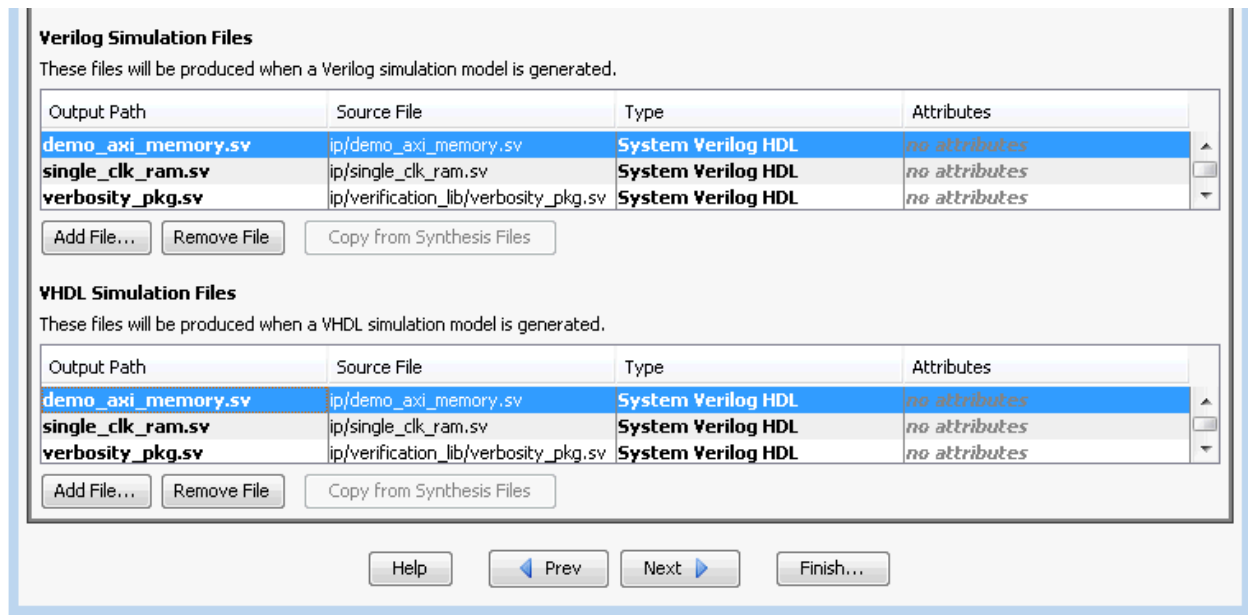 Verilog Simulation Files
These files will be produced when a Verilog simulation model is generated.
Output Path Source File Type Attributes
demo_axi_memory.sv ip/demo_axi_memory.sv System Verilog HDL no attributes
single_clk_ram.sv ip/single_clk_ram.sv System Verilog HDL no attributes
verbosity_pkg.sv ip/verification_lib/verbosity_pkg.sv System Verilog HDL no attributes
Add File... Remove File Copy from Synthesis Files
VHDL Simulation Files
These files will be produced when a VHDL simulation model is generated.
Output Path Source File Type Attributes
demo_axi_memory.sv ip/demo_axi_memory.sv System Verilog HDL no attributes
single_clk_ram.sv ip/single_clk_ram.sv System Verilog HDL no attributes
verbosity_pkg.sv ip/verification_lib/verbosity_pkg.sv System Verilog HDL no attributes
Add File... Remove File Copy from Synthesis Files
Help Prev Next Finish...